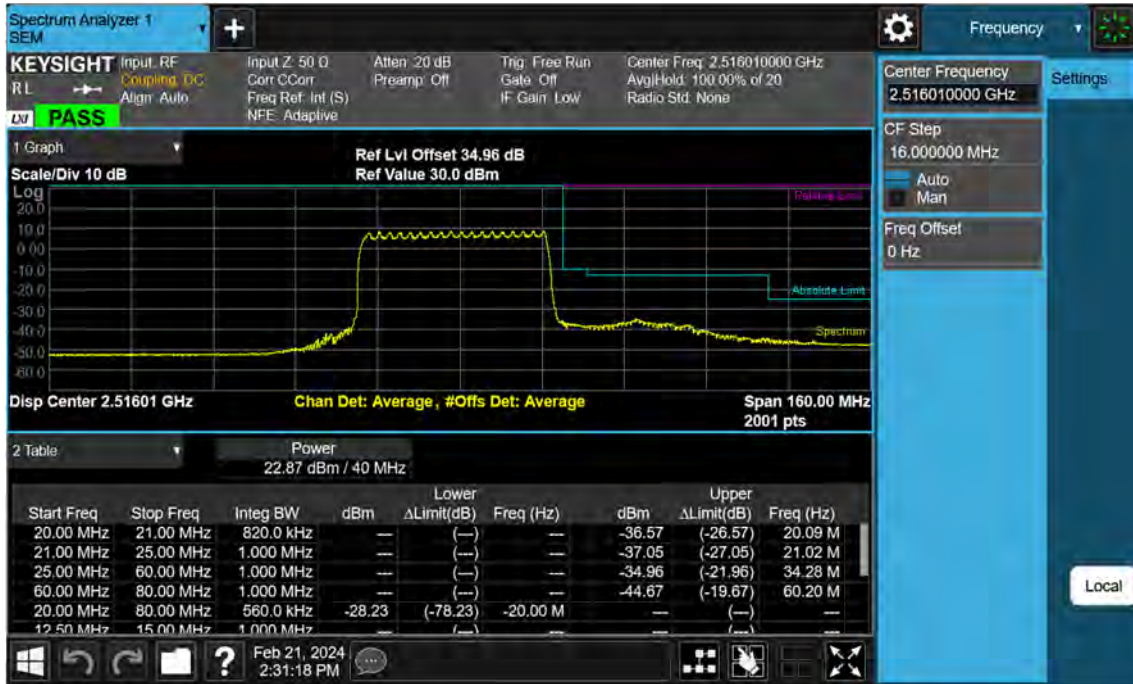 Spectrum Analyzer 1
SEM
+
Frequency
KEYSIGHT
RL
LXI
PASS
Input: RF
Coupling: DC
Align: Auto
Input Z: 50 Ω
Corr CCorr
Freq Ref: Int (S)
NFE: Adaptive
Atten: 20 dB
Preamp: Off
Trig: Free Run
Gate: Off
IF Gain: Low
Center Freq: 2.516010000 GHz
Avg|Hold: 100.00% of 20
Radio Std: None
Center Frequency
2.516010000 GHz
Settings
CF Step
16.000000 MHz
Auto
Man
Freq Offset
0 Hz
1 Graph
Scale/Div 10 dB
Ref Lvl Offset 34.96 dB
Ref Value 30.0 dBm
Log
20.0
10.0
0.00
-10.0
-20.0
-30.0
-40.0
-50.0
-60.0
Relative Limit
Absolute Limit
Spectrum
Disp Center 2.51601 GHz
Chan Det: Average, #Offs Det: Average
Span 160.00 MHz
2001 pts
2 Table
Power
22.87 dBm / 40 MHz
Lower Upper
Start Freq Stop Freq Integ BW dBm ΔLimit(dB) Freq (Hz) dBm ΔLimit(dB) Freq (Hz)
20.00 MHz 21.00 MHz 820.0 kHz --- (---) --- -36.57 (-26.57) 20.09 M
21.00 MHz 25.00 MHz 1.000 MHz --- (---) --- -37.05 (-27.05) 21.02 M
25.00 MHz 60.00 MHz 1.000 MHz --- (---) --- -34.96 (-21.96) 34.28 M
60.00 MHz 80.00 MHz 1.000 MHz --- (---) --- -44.67 (-19.67) 60.20 M
20.00 MHz 80.00 MHz 560.0 kHz -28.23 (-78.23) -20.00 M --- (---) ---
12.50 MHz 15.00 MHz 1.000 MHz --- (---) --- --- (---) ---
Local
?
Feb 21, 2024
2:31:18 PM